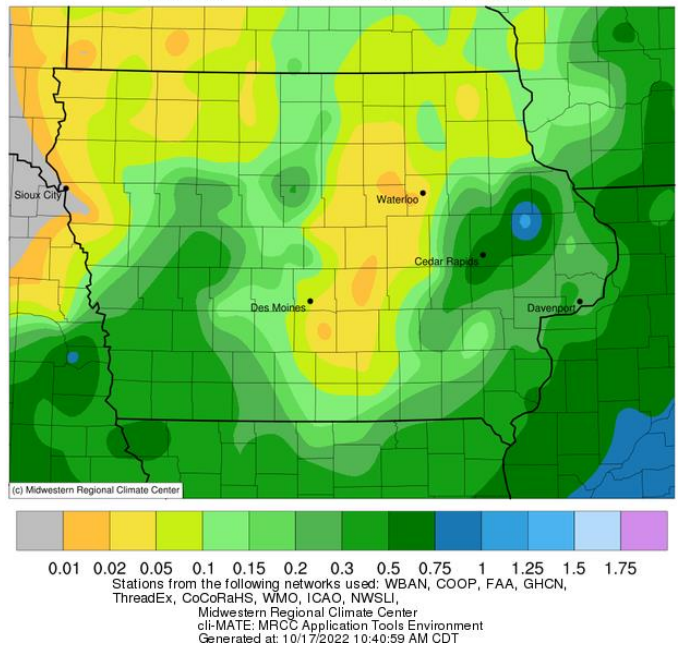 Sioux City
Waterloo
Cedar Rapids
Des Moines
Davenport
(c) Midwestern Regional Climate Center
0.01 0.02 0.05 0.1 0.15 0.2 0.3 0.5 0.75 1 1.25 1.5 1.75
Stations from the following networks used: WBAN, COOP, FAA, GHCN,
ThreadEx, CoCoRaHS, WMO, ICAO, NWSLI,
Midwestern Regional Climate Center
cli-MATE: MRCC Application Tools Environment
Generated at: 10/17/2022 10:40:59 AM CDT